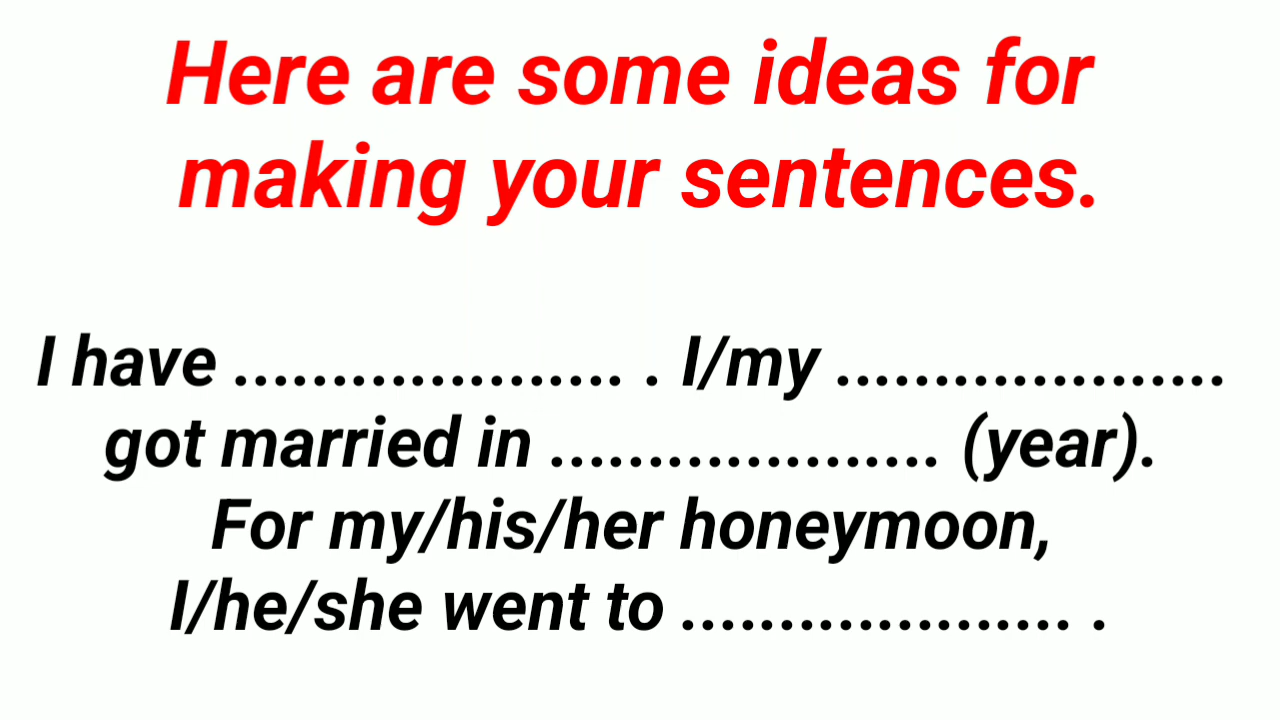 Here are some ideas for
making your sentences.
I have .................... . I/my ....................
got married in .................... (year).
For my/his/her honeymoon,
I/he/she went to .................... .